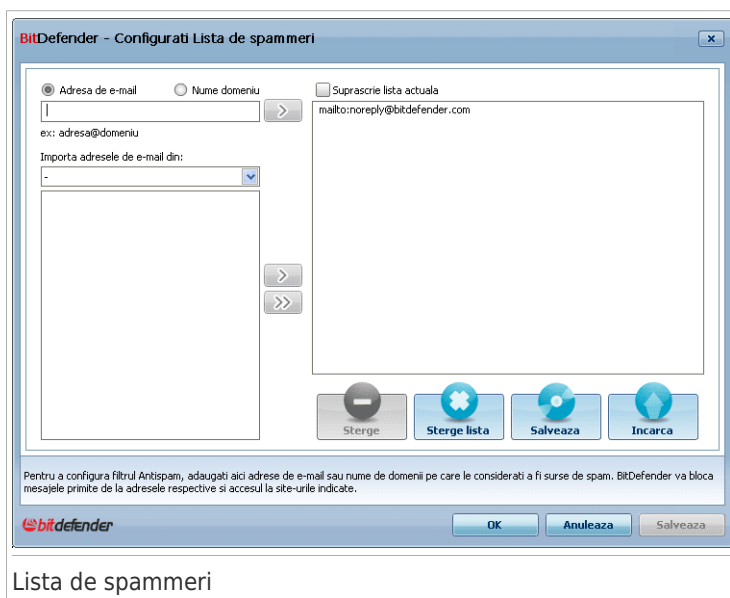 BitDefender - Configurati Lista de spammeri
Adresa de e-mail
Nume domeniu
ex: adresa@domeniu
Importa adresele de e-mail din:
-
Suprascrie lista actuala
mailto:noreply@bitdefender.com
Sterge
Sterge lista
Salveaza
Incarca
Pentru a configura filtrul Antispam, adaugati aici adrese de e-mail sau nume de domenii pe care le considerati a fi surse de spam. BitDefender va bloca
mesajele primite de la adresele respective si accesul la site-urile indicate.
bitdefender
OK
Anuleaza
Salveaza
Lista de spammeri